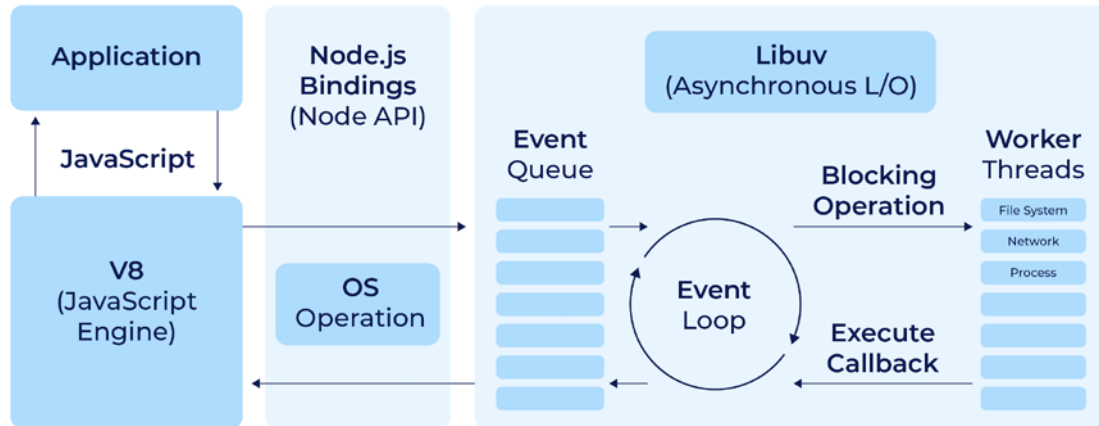 Application
JavaScript
V8
(JavaScript
Engine)
Node.js
Bindings
(Node API)
OS
Operation
Libuv
(Asynchronous L/O)
Event
Queue
Event
Loop
Blocking
Operation
Execute
Callback
Worker
Threads
File System
Network
Process